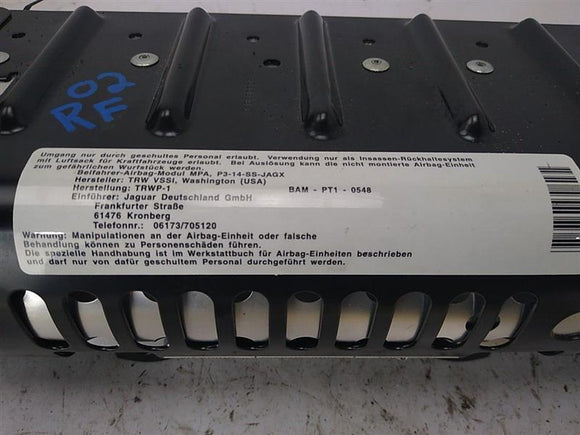 02
RF
Umgang nur durch geschultes Personal erlaubt. Verwendung nur als Insassen-Rückhaltesystem
mit Luftsack für Kraftfahrzeuge erlaubt. Bei Auslösung kann die nicht montierte Airbag-Einheit
zum gefährlichen Wurfstück werden.
Beifahrer-Airbag-Modul MPA, P3-14-SS-JAGX
Hersteller: TRW VSSI, Washington (USA)
Herstellung: TRWP-1 BAM - PT1 - 0548
Einführer: Jaguar Deutschland GmbH
Frankfurter Straße
61476 Kronberg
Telefonnr.: 06173/705120
Warnung: Manipulationen an der Airbag-Einheit oder falsche
Behandlung können zu Personenschäden führen.
Die spezielle Handhabung ist im Werkstattbuch für Airbag-Einheiten beschrieben
und darf nur von dafür geschultem Personal durchgeführt werden.